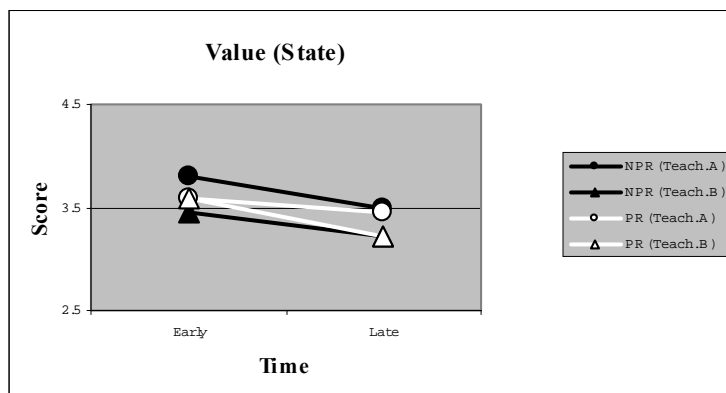 Value (State)
4.5
3.5
2.5
Score
Early Late
Time
NPR (Teach.A)
NPR (Teach.B)
PR (Teach.A)
PR (Teach.B)